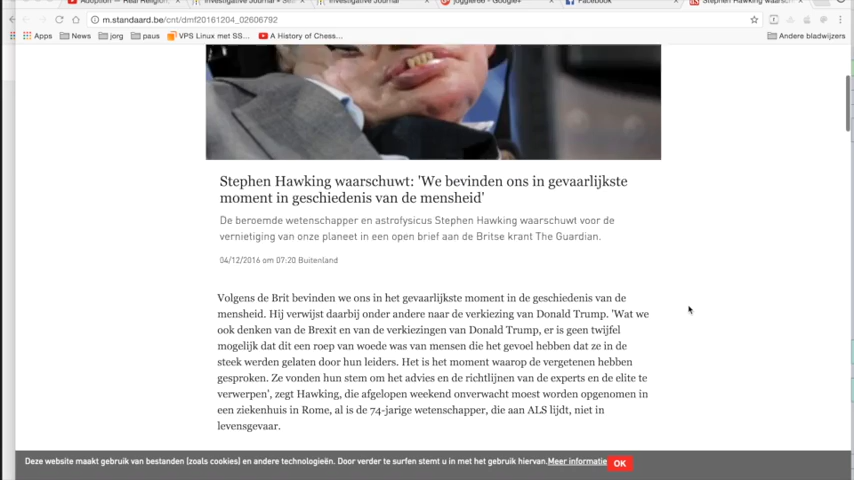 Adoption — Real Religion,
Investigative Journal
joggler66 - Google+
Facebook
Stephen Hawking waarsch
m.standaard.be/cnt/dmf20161204_02606792
Apps News jorg paus VPS Linux met SS... A History of Chess... Andere bladwijzers
Stephen Hawking waarschuwt: 'We bevinden ons in gevaarlijkste
moment in geschiedenis van de mensheid'
De beroemde wetenschapper en astrofysicus Stephen Hawking waarschuwt voor de
vernietiging van onze planeet in een open brief aan de Britse krant The Guardian.
04/12/2016 om 07:20 Buitenland
Volgens de Brit bevinden we ons in het gevaarlijkste moment in de geschiedenis van de
mensheid. Hij verwijst daarbij onder andere naar de verkiezing van Donald Trump. 'Wat we
ook denken van de Brexit en van de verkiezingen van Donald Trump, er is geen twijfel
mogelijk dat dit een roep van woede was van mensen die het gevoel hebben dat ze in de
steek werden gelaten door hun leiders. Het is het moment waarop de vergetenen hebben
gesproken. Ze vonden hun stem om het advies en de richtlijnen van de experts en de elite te
verwerpen', zegt Hawking, die afgelopen weekend onverwacht moest worden opgenomen in
een ziekenhuis in Rome, al is de 74-jarige wetenschapper, die aan ALS lijdt, niet in
levensgevaar.
Deze website maakt gebruik van bestanden (zoals cookies) en andere technologieën. Door verder te surfen stemt u in met het gebruik hiervan.Meer informatie OK